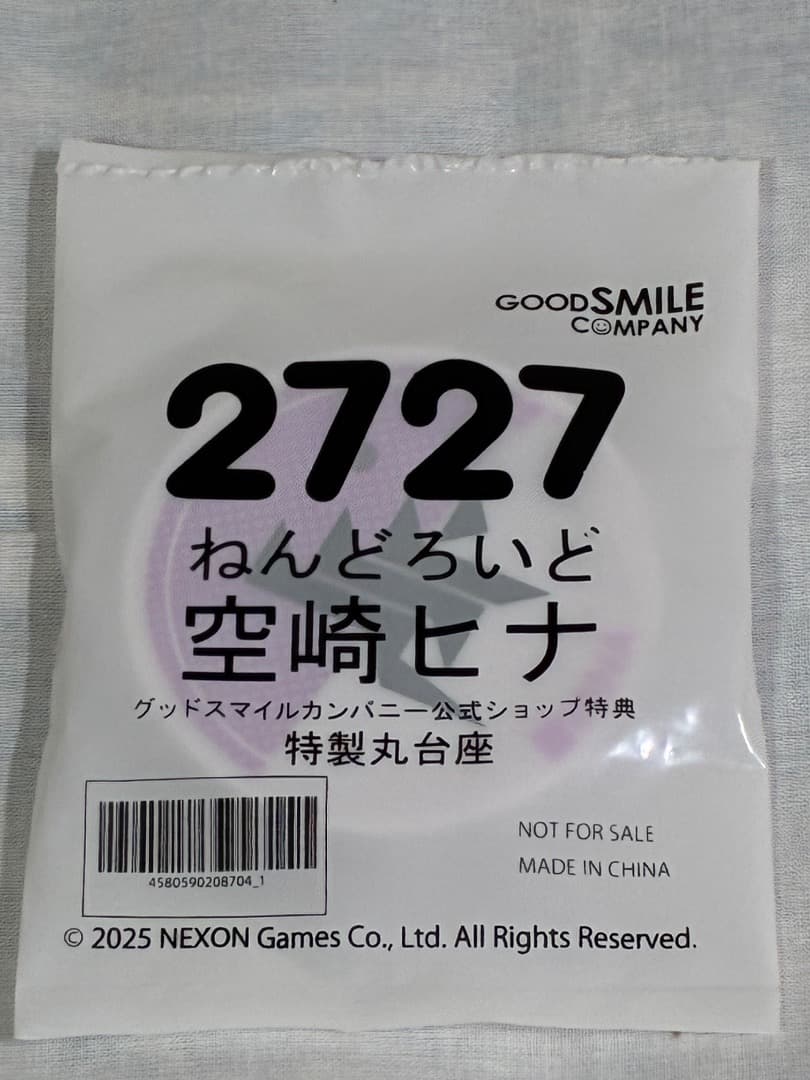 GOODSMILE
COMPANY
2727
ねんどろいど
空崎ヒナ
グッドスマイルカンパニー公式ショップ特典
特製丸台座
4580590208704_1
NOT FOR SALE
MADE IN CHINA
© 2025 NEXON Games Co., Ltd. All Rights Reserved.